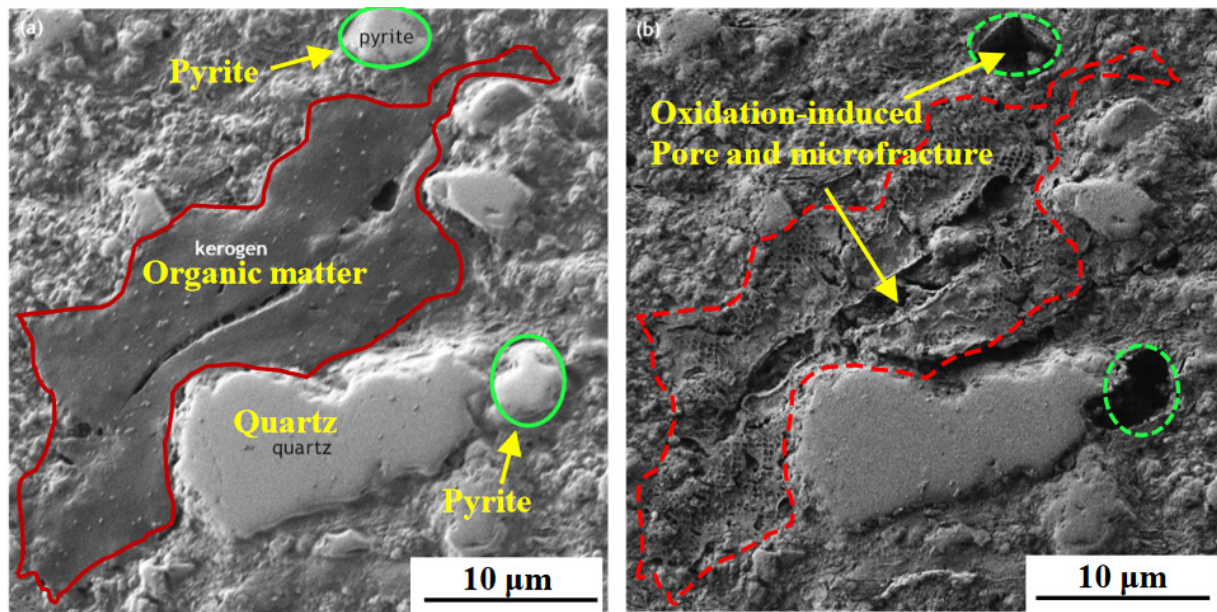 (a)
pyrite
Pyrite
kerogen
Organic matter
Quartz
quartz
Pyrite
10 µm
(b)
Oxidation-induced
Pore and microfracture
10 µm